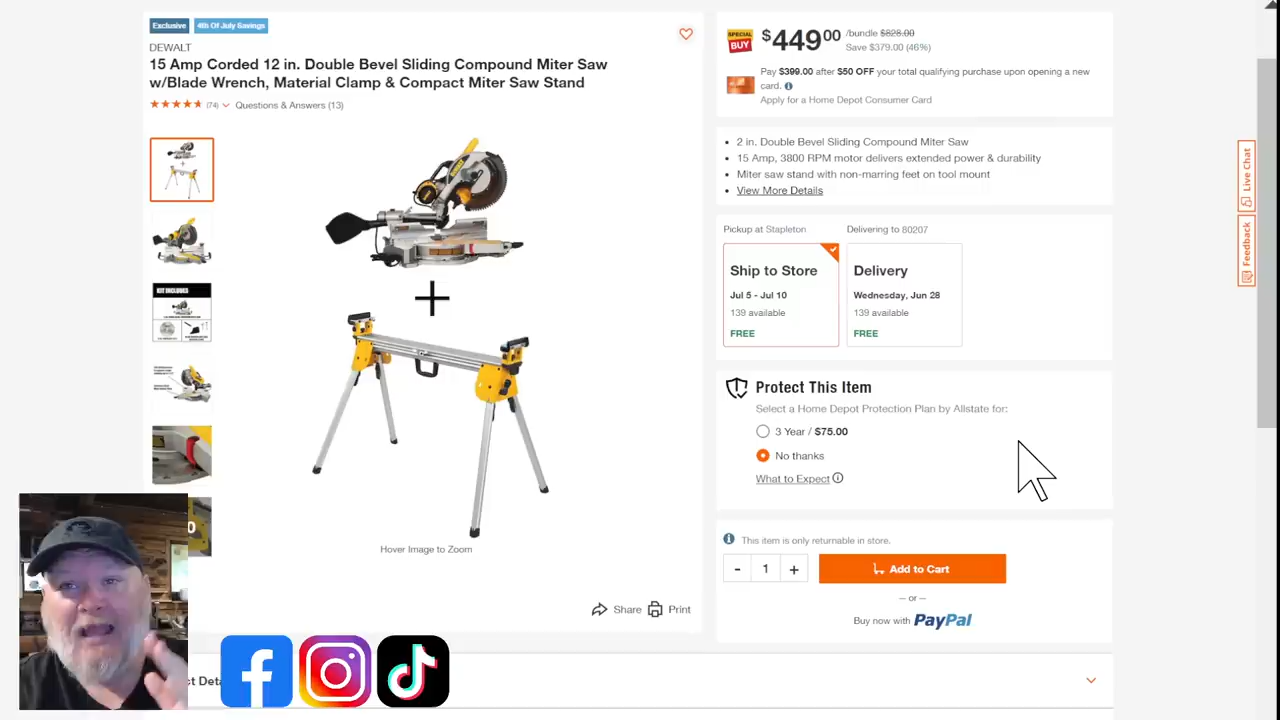 Exclusive
4th Of July Savings
DEWALT
15 Amp Corded 12 in. Double Bevel Sliding Compound Miter Saw
w/Blade Wrench, Material Clamp & Compact Miter Saw Stand
(74)
Questions & Answers (13)
KIT INCLUDES
Hover Image to Zoom
Share
Print
SPECIAL
BUY
$449.00 /bundle $828.00
Save $379.00 (46%)
Pay $399.00 after $50 OFF your total qualifying purchase upon opening a new
card.
Apply for a Home Depot Consumer Card
2 in. Double Bevel Sliding Compound Miter Saw
15 Amp, 3800 RPM motor delivers extended power & durability
Miter saw stand with non-marring feet on tool mount
View More Details
Pickup at Stapleton
Delivering to 80207
Ship to Store
Jul 5 - Jul 10
139 available
FREE
Delivery
Wednesday, Jun 28
139 available
FREE
Protect This Item
Select a Home Depot Protection Plan by Allstate for:
3 Year / $75.00
No thanks
What to Expect
This item is only returnable in store.
- 1 +
Add to Cart
— or —
Buy now with PayPal
Live Chat
Feedback